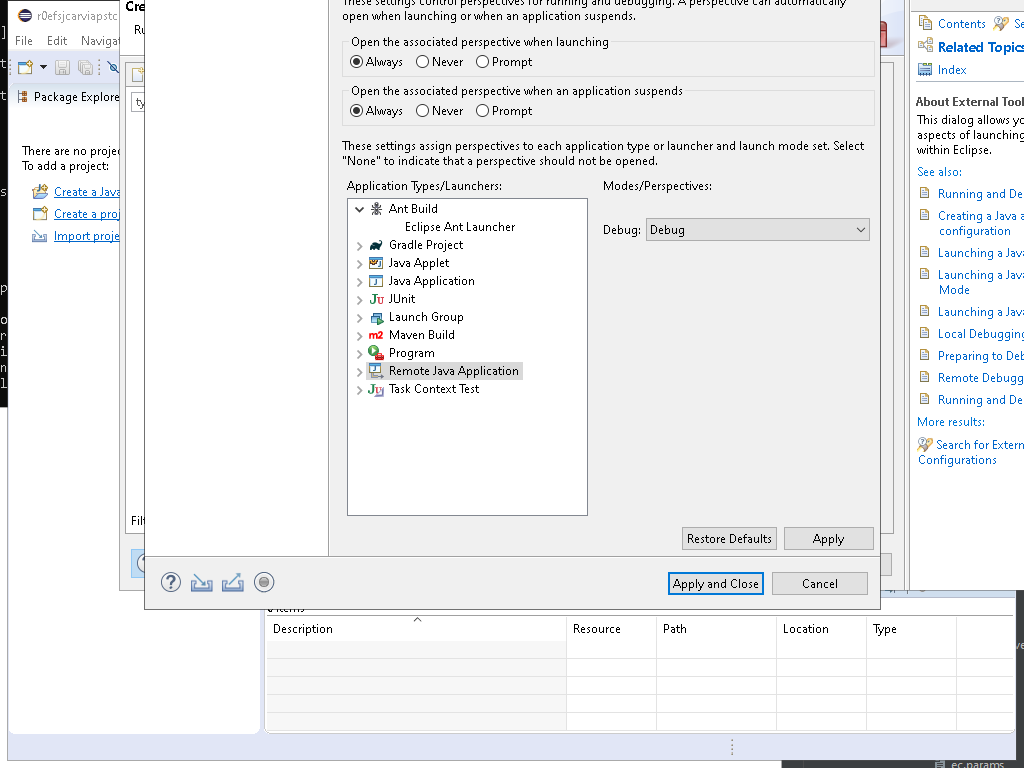 r0efsjcarviapstc
File Edit Navigat
Package Explore
There are no proje
To add a project:
Create a Java
Create a proj
Import proje
Cre
Ru
ty
Filt
These settings control perspectives for running and debugging. A perspective can automatically
open when launching or when an application suspends.
Open the associated perspective when launching
Always Never Prompt
Open the associated perspective when an application suspends
Always Never Prompt
These settings assign perspectives to each application type or launcher and launch mode set. Select
"None" to indicate that a perspective should not be opened.
Application Types/Launchers:
Modes/Perspectives:
Ant Build
Eclipse Ant Launcher
Gradle Project
Java Applet
Java Application
JUnit
Launch Group
Maven Build
Program
Remote Java Application
Task Context Test
Debug: Debug
Restore Defaults Apply
Apply and Close Cancel
Contents Se
Related Topics
Index
About External Tool
This dialog allows yo
aspects of launching
within Eclipse.
See also:
Running and De
Creating a Java a
configuration
Launching a Java
Launching a Java
Mode
Launching a Java
Local Debugging
Preparing to Deb
Remote Debugg
Running and De
More results:
Search for Extern
Configurations
0 items
Description Resource Path Location Type
ec.params